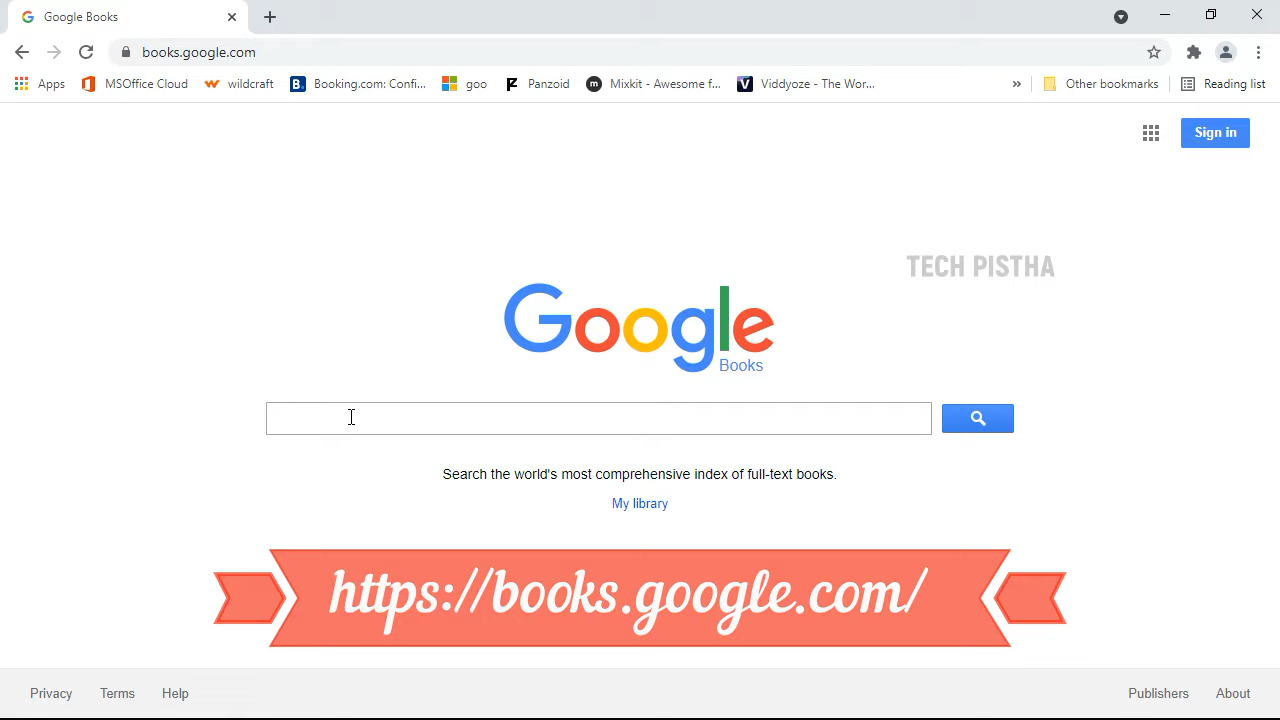 Google Books
books.google.com
Apps MSOffice Cloud wildcraft Booking.com: Confi... goo Panzoid Mixkit - Awesome f... Viddyoze - The Wor... » Other bookmarks Reading list
Sign in
TECH PISTHA
Google
Books
Search the world's most comprehensive index of full-text books.
My library
https://books.google.com/
Privacy Terms Help Publishers About